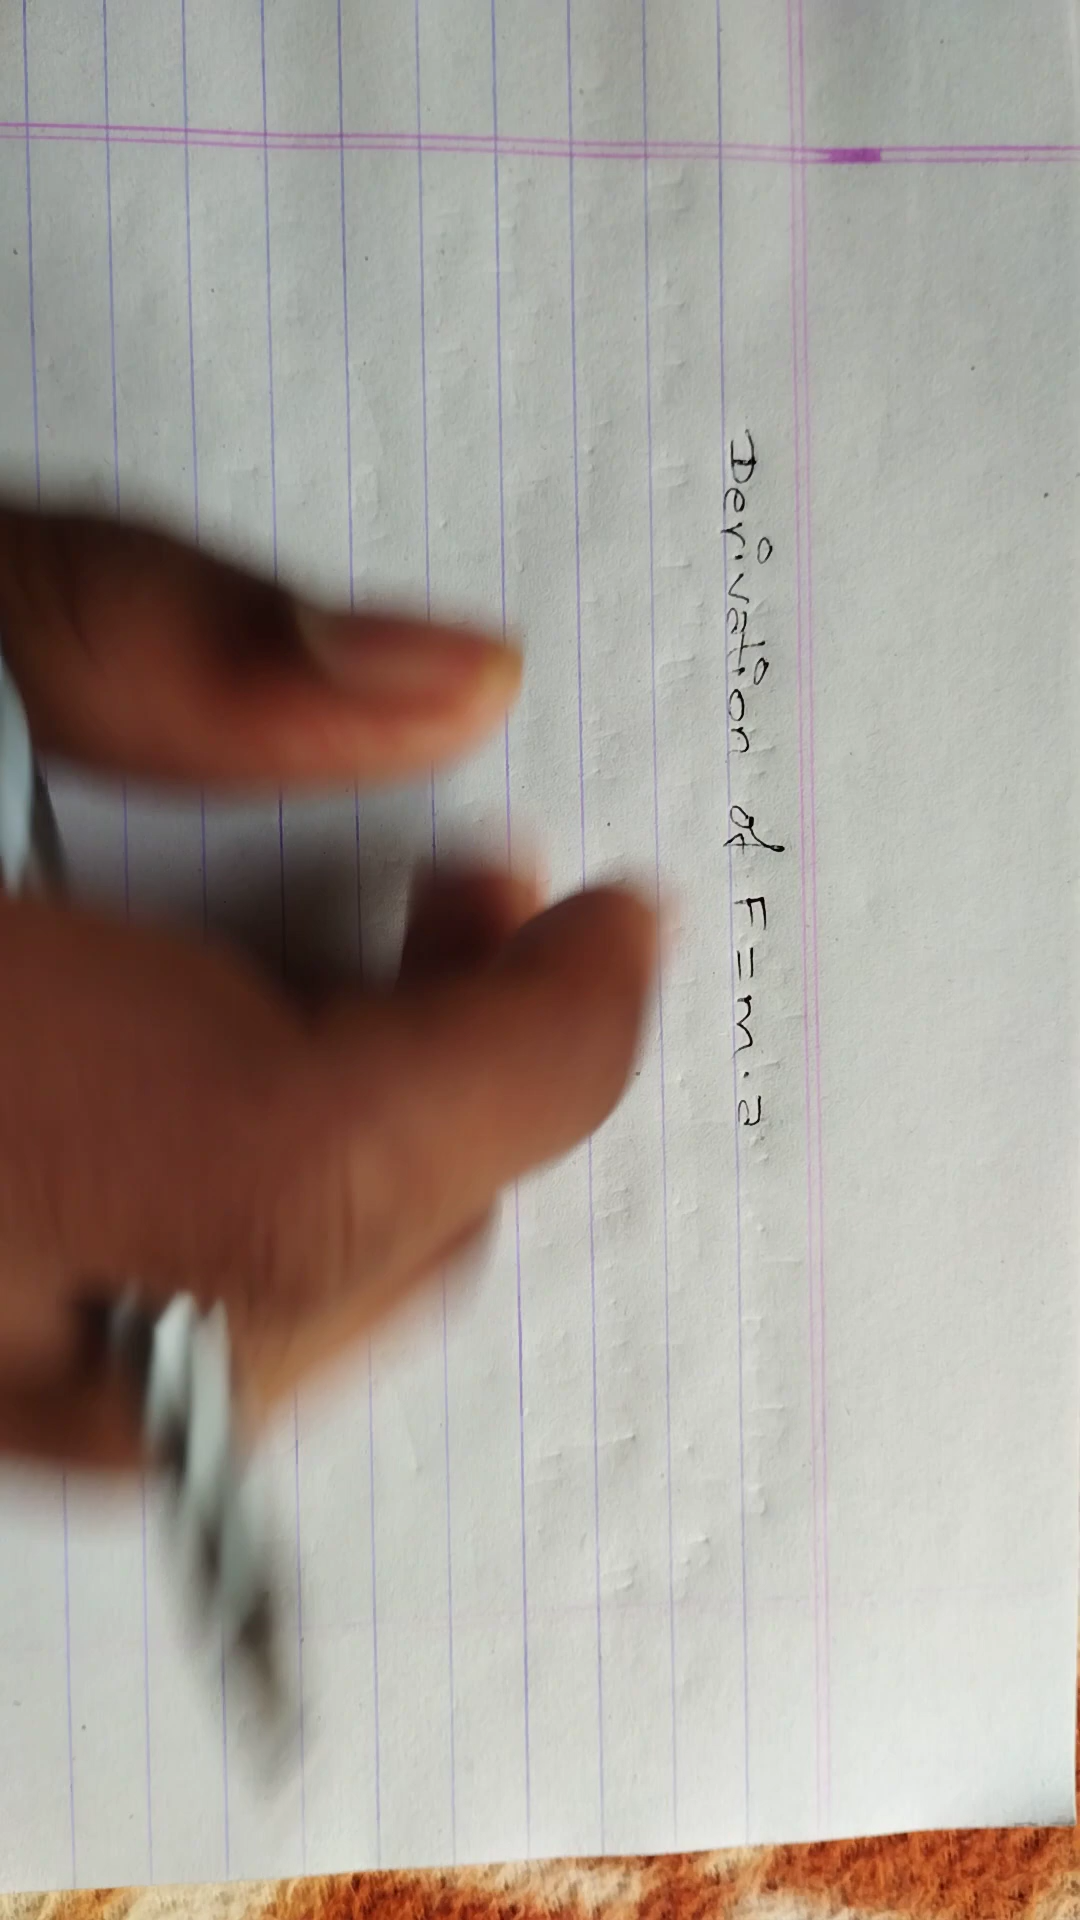 Derivation of F = m . a